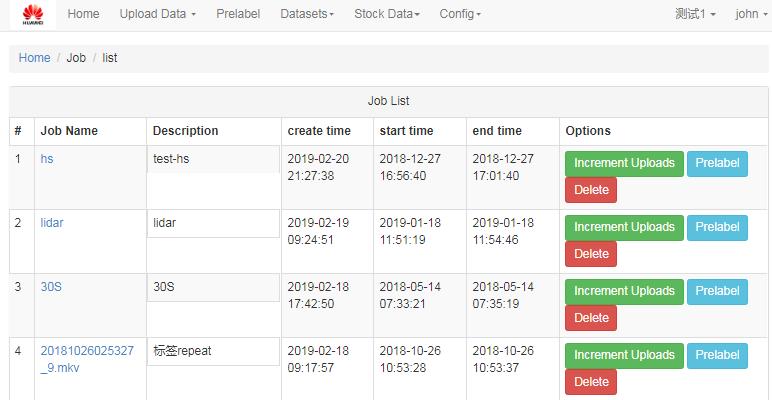 HUAWEI Home Upload Data Prelabel Datasets Stock Data Config 测试1 john
Home / Job / list
Job List
# Job Name Description create time start time end time Options
1 hs test-hs 2019-02-20 2018-12-27 2018-12-27 Increment Uploads Prelabel
21:27:38 16:56:40 17:01:40 Delete
2 lidar lidar 2019-02-19 2019-01-18 2019-01-18 Increment Uploads Prelabel
09:24:51 11:51:19 11:54:46 Delete
3 30S 30S 2019-02-18 2018-05-14 2018-05-14 Increment Uploads Prelabel
17:42:50 07:33:21 07:35:19 Delete
4 20181026025327 标签repeat 2019-02-18 2018-10-26 2018-10-26 Increment Uploads Prelabel
_9.mkv 09:17:57 10:53:28 10:53:37 Delete